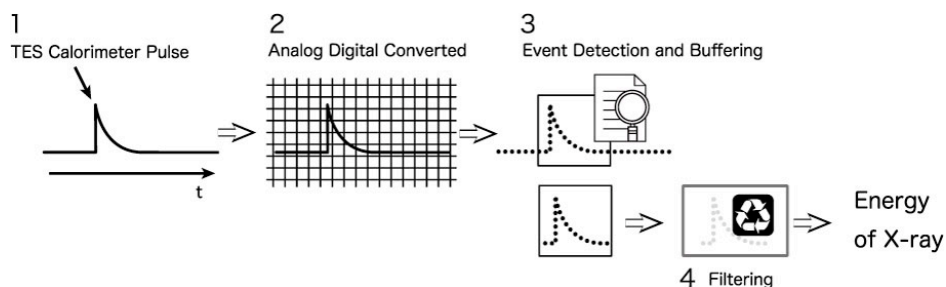 1
TES Calorimeter Pulse
t
2
Analog Digital Converted
3
Event Detection and Buffering
4 Filtering
Energy
of X-ray